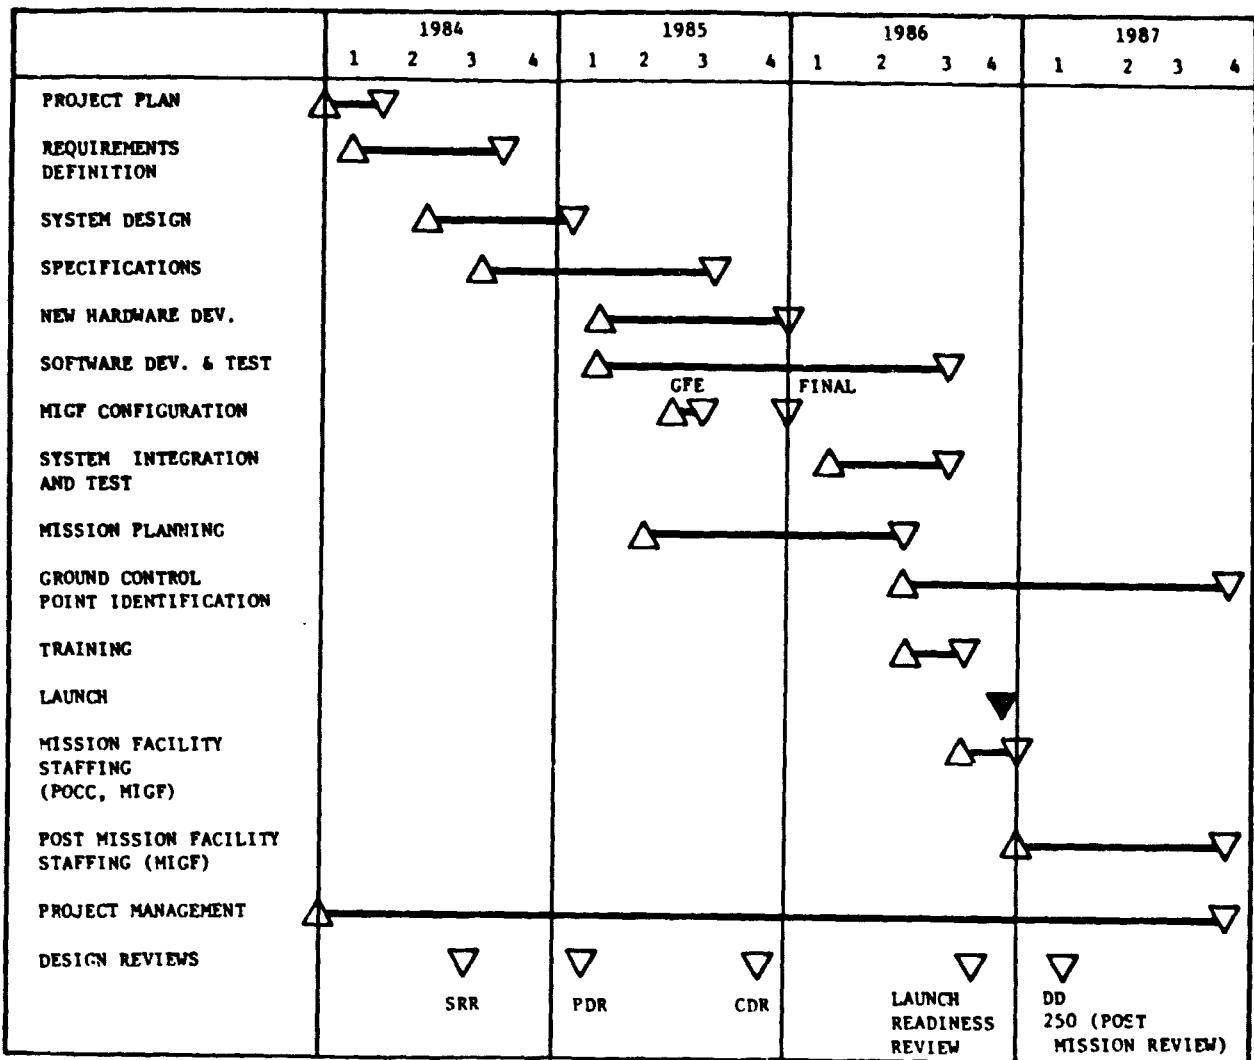 1984 1985 1986 1987
1 2 3 4 1 2 3 4 1 2 3 4 1 2 3 4
PROJECT PLAN
REQUIREMENTS
DEFINITION
SYSTEM DESIGN
SPECIFICATIONS
NEW HARDWARE DEV.
SOFTWARE DEV. & TEST
GFE FINAL
MIGF CONFIGURATION
SYSTEM INTEGRATION
AND TEST
MISSION PLANNING
GROUND CONTROL
POINT IDENTIFICATION
TRAINING
LAUNCH
MISSION FACILITY
STAFFING
(POCC, MIGF)
POST MISSION FACILITY
STAFFING (MIGF)
PROJECT MANAGEMENT
DESIGN REVIEWS
SRR
PDR
CDR
LAUNCH
READINESS
REVIEW
DD
250 (POST
MISSION REVIEW)